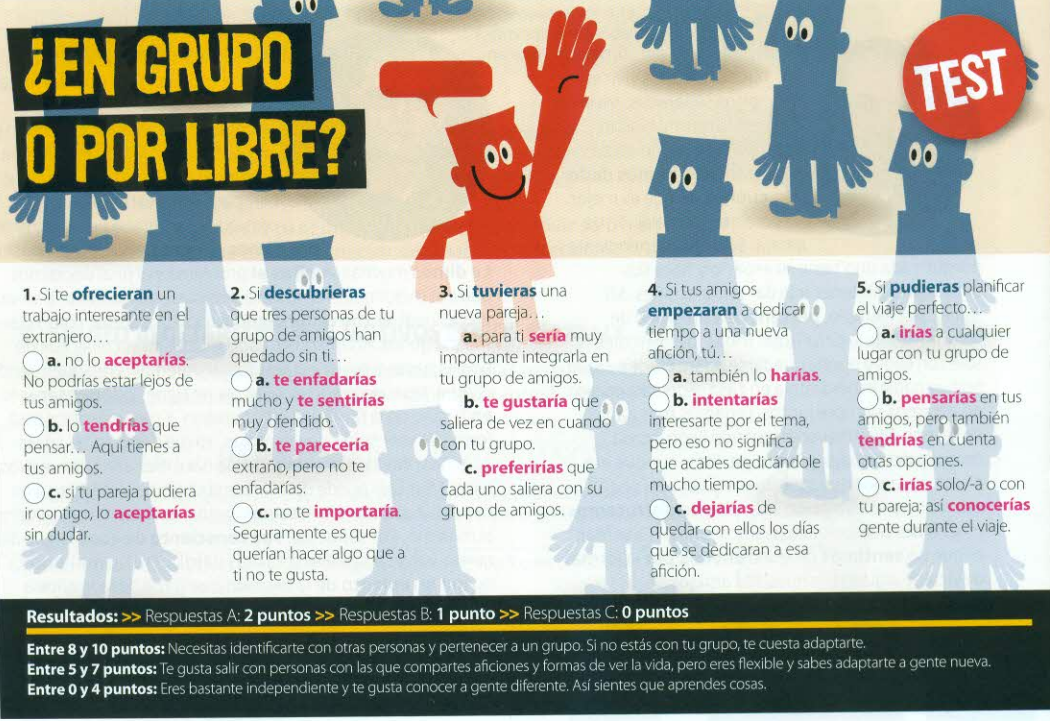 ¿EN GRUPO
O POR LIBRE?
TEST
1. Si te ofrecieran un
trabajo interesante en el
extranjero...
a. no lo aceptarías.
No podrías estar lejos de
tus amigos.
b. lo tendrías que
pensar... Aquí tienes a
tus amigos.
c. si tu pareja pudiera
ir contigo, lo aceptarías
sin dudar.
2. Si descubrieras
que tres personas de tu
grupo de amigos han
quedado sin ti...
a. te enfadarías
mucho y te sentirías
muy ofendido.
b. te parecería
extraño, pero no te
enfadarías.
c. no te importaría.
Seguramente es que
querían hacer algo que a
ti no te gusta.
3. Si tuvieras una
nueva pareja...
a. para ti sería muy
importante integrarla en
tu grupo de amigos.
b. te gustaría que
saliera de vez en cuando
con tu grupo.
c. preferirías que
cada uno saliera con su
grupo de amigos.
4. Si tus amigos
empezaran a dedicar
tiempo a una nueva
afición, tú...
a. también lo harías.
b. intentarías
interesarte por el tema,
pero eso no significa
que acabes dedicándole
mucho tiempo.
c. dejarías de
quedar con ellos los días
que se dedicaran a esa
afición.
5. Si pudieras planificar
el viaje perfecto...
a. irías a cualquier
lugar con tu grupo de
amigos.
b. pensarías en tus
amigos, pero también
tendrías en cuenta
otras opciones.
c. irías solo/-a o con
tu pareja; así conocerías
gente durante el viaje.
Resultados: >> Respuestas A: 2 puntos >> Respuestas B: 1 punto >> Respuestas C: 0 puntos
Entre 8 y 10 puntos: Necesitas identificarte con otras personas y pertenecer a un grupo. Si no estás con tu grupo, te cuesta adaptarte.
Entre 5 y 7 puntos: Te gusta salir con personas con las que compartes aficiones y formas de ver la vida, pero eres flexible y sabes adaptarte a gente nueva.
Entre 0 y 4 puntos: Eres bastante independiente y te gusta conocer a gente diferente. Así sientes que aprendes cosas.